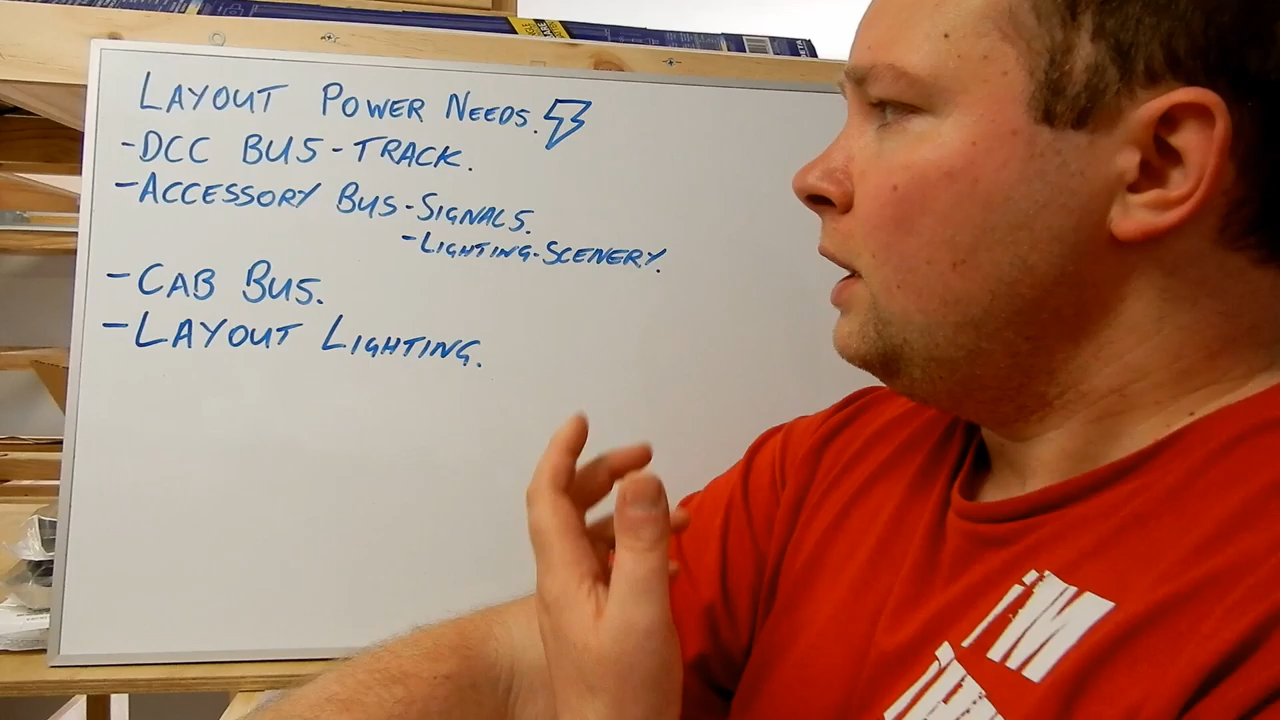 LAYOUT POWER NEEDS.
-DCC BUS-TRACK.
-ACCESSORY BUS-SIGNALS.
-LIGHTING-SCENERY.
-CAB BUS.
-LAYOUT LIGHTING.
I'M